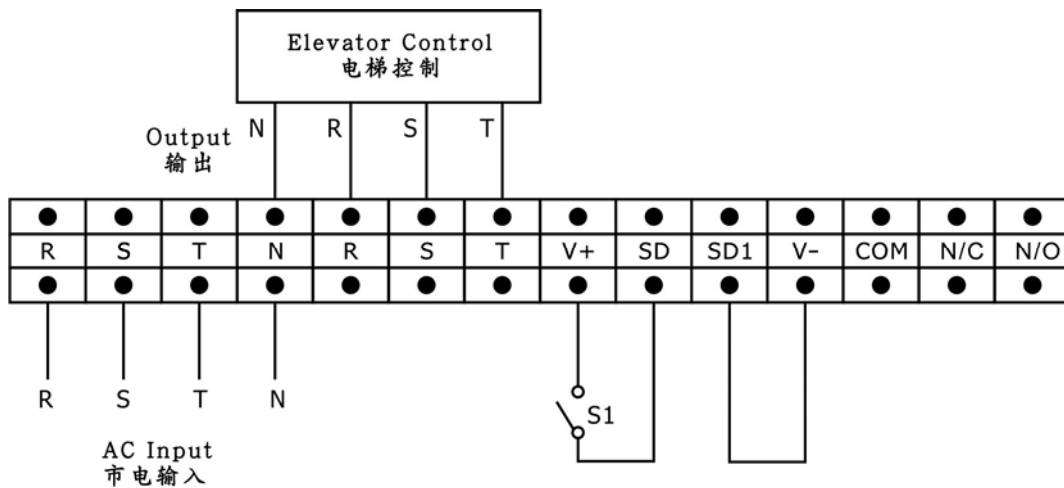 Elevator Control
电梯控制
Output
输出
N R S T
R S T N R S T V+ SD SD1 V- COM N/C N/O
R S T N
S1
AC Input
市电输入